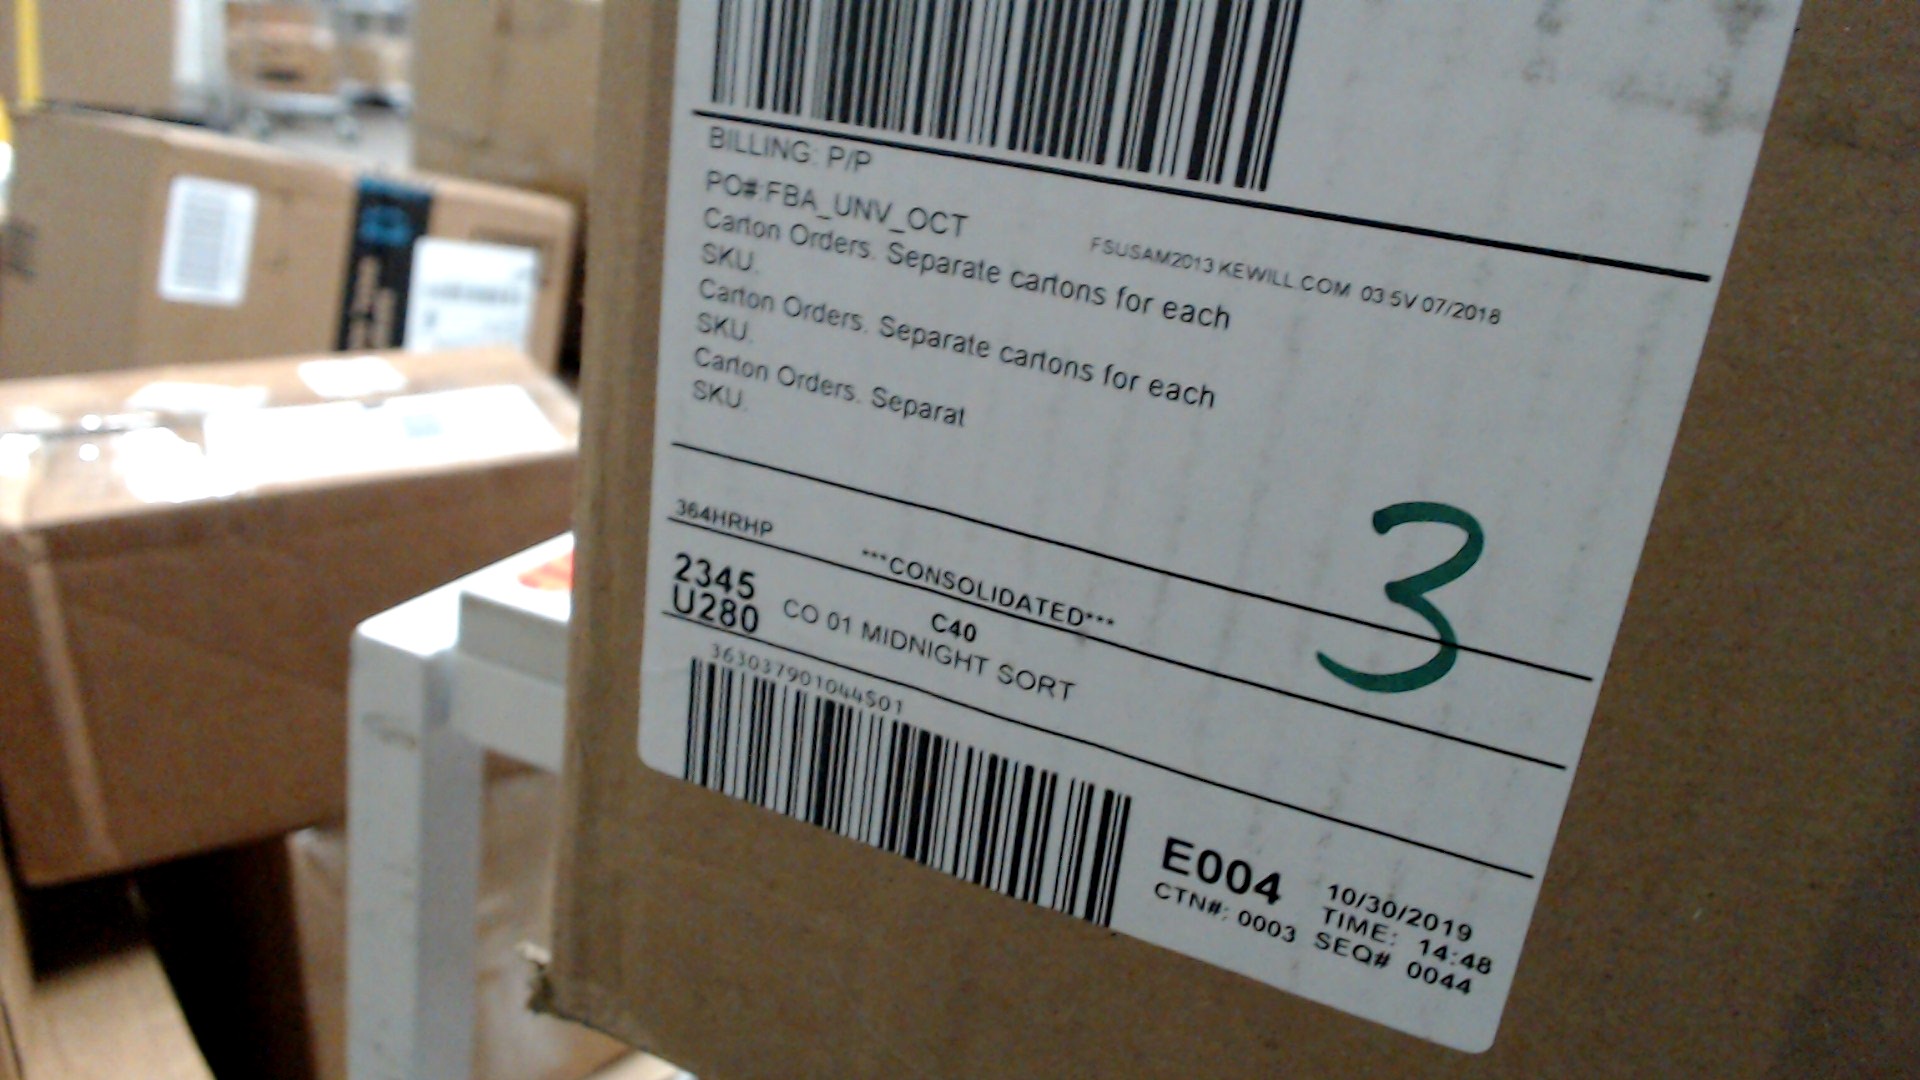 BILLING: P/P
PO#:FBA_UNV_OCT
FSUSAM2013 KEWILL.COM 03.5V 07/2018
Carton Orders. Separate cartons for each
SKU.
Carton Orders. Separate cartons for each
SKU.
Carton Orders. Separat
SKU.
3
364HRHP
***CONSOLIDATED***
2345
C40
U280
CO 01 MIDNIGHT SORT
363037901044S01
E004
10/30/2019
CTN#: 0003
TIME: 14:48
SEQ# 0044